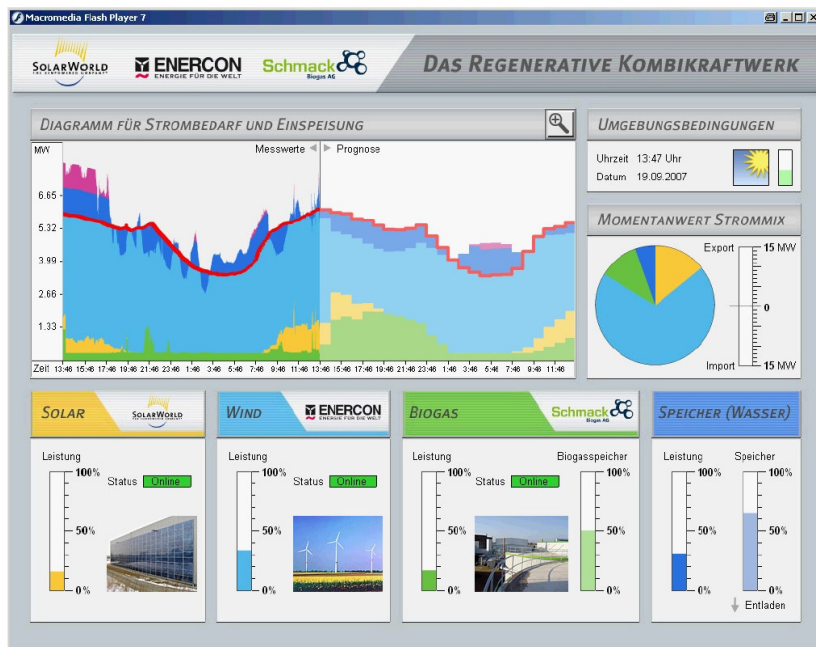 Macromedia Flash Player 7
SOLARWORLD
THE SUNPOWERED COMPANY
ENERCON
ENERGIE FÜR DIE WELT
Schmack
Biogas AG
DAS REGENERATIVE KOMBIKRAFTWERK
DIAGRAMM FÜR STROMBEDARF UND EINSPEISUNG
MW
Messwerte
Prognose
6.65
5.32
3.99
2.66
1.33
Zeit 13:46 15:46 17:46 19:46 21:46 23:46 1:46 3:46 5:46 7:46 9:46 11:46 13:46 15:46 17:46 19:46 21:46 23:46 1:46 3:46 5:46 7:46 9:46 11:46
UMGEBUNGSBEDINGUNGEN
Uhrzeit 13:47 Uhr
Datum 19.09.2007
MOMENTANWERT STROMMIX
Export 15 MW
0
Import 15 MW
SOLAR
SOLARWORLD
Leistung
100%
50%
0%
Status Online
WIND
ENERCON
ENERGIE FÜR DIE WELT
Leistung
100%
50%
0%
Status Online
BIOGAS
Schmack
Biogas AG
Leistung
100%
50%
0%
Status Online
Biogasspeicher
100%
50%
0%
SPEICHER (WASSER)
Leistung
100%
50%
0%
Speicher
100%
50%
0%
Entladen